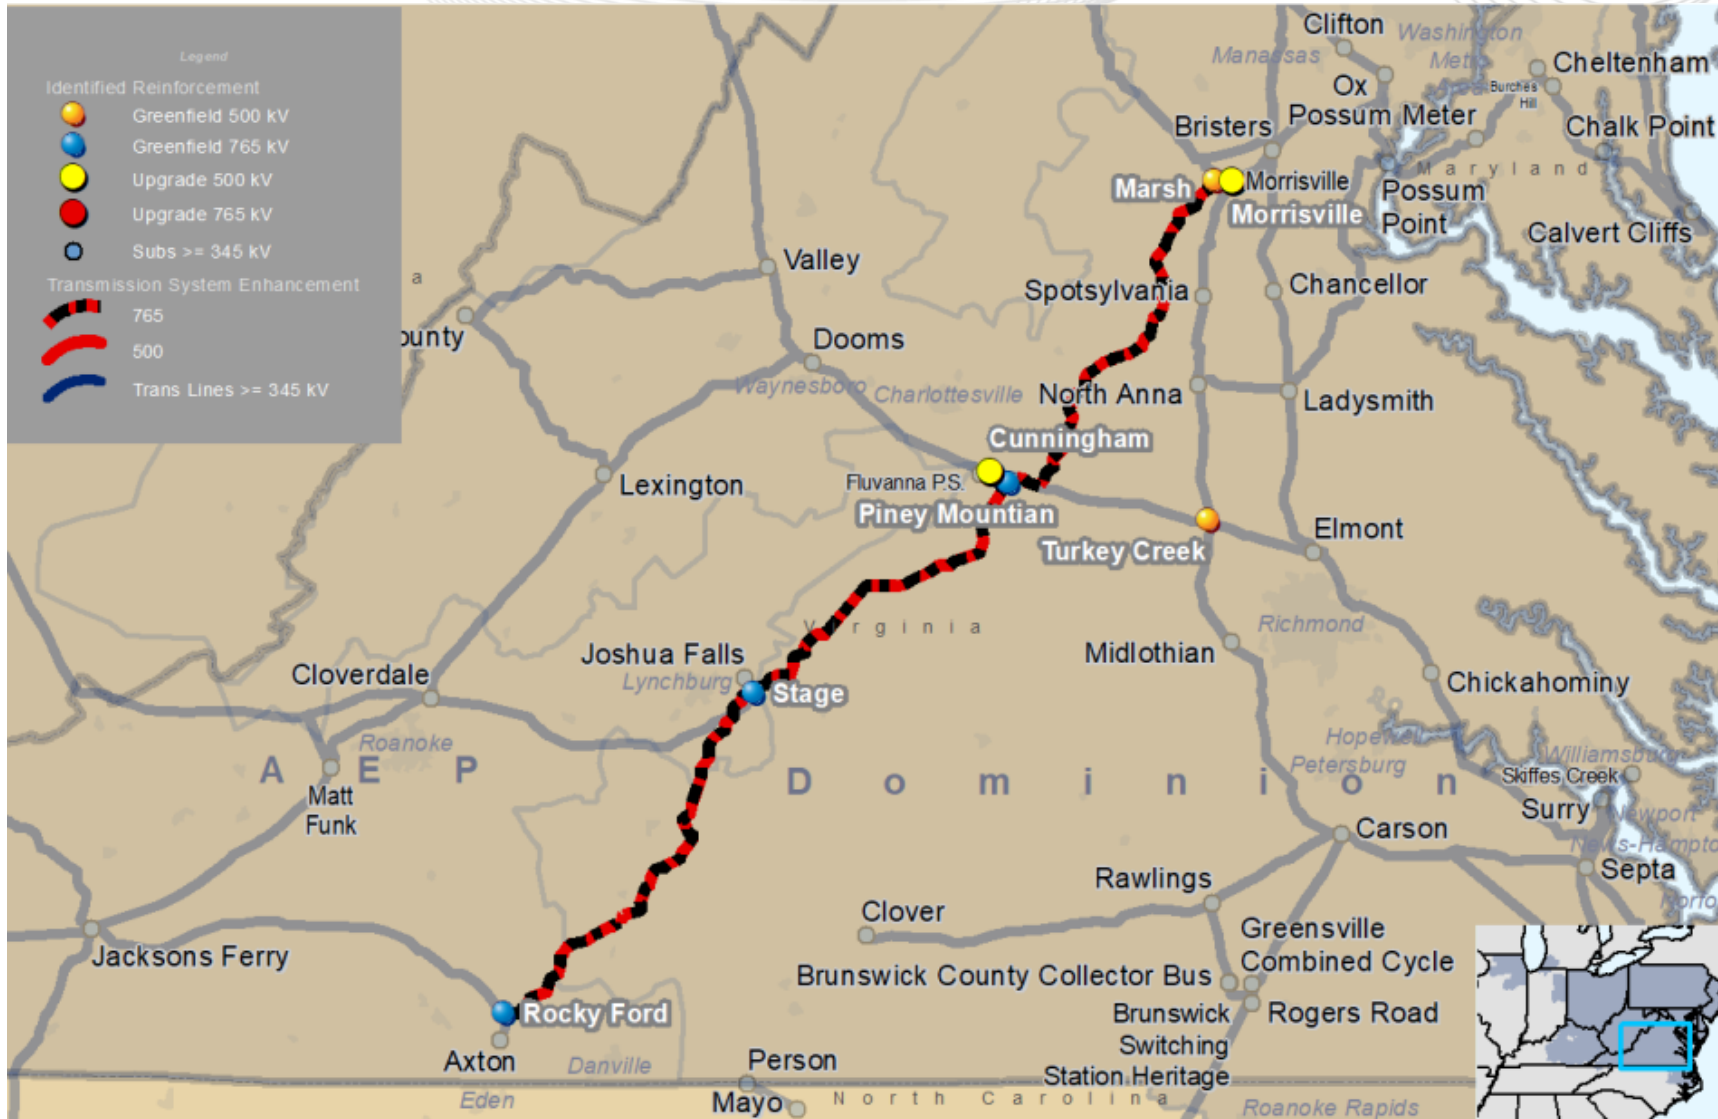 Legend
Identified Reinforcement
Greenfield 500 kV
Greenfield 765 kV
Upgrade 500 kV
Upgrade 765 kV
Subs >= 345 kV
Transmission System Enhancement
765
500
Trans Lines >= 345 kV
Clifton
Washington
Metro
Manassas
Ox
Cheltenham
Burches
Hill
Possum Meter
Bristers
Chalk Point
Maryland
Marsh
Morrisville
Morrisville
Possum
Point
Calvert Cliffs
a
Valley
Spotsylvania
Chancellor
ounty
Dooms
Waynesboro
Charlottesville
North Anna
Ladysmith
Cunningham
Lexington
Fluvanna P.S.
Piney Mountian
Turkey Creek
Elmont
Virginia
Richmond
Joshua Falls
Lynchburg
Midlothian
Cloverdale
Stage
Chickahominy
Roanoke
Hopewell
Petersburg
Williamsburg
AEP
Dominion
Skiffes Creek
Matt
Funk
Surry
Newport
News-Hampto
Carson
Septa
Rawlings
Norfo
Clover
Jacksons Ferry
Greensville
Combined Cycle
Brunswick County Collector Bus
Rocky Ford
Brunswick
Switching
Station Heritage
Rogers Road
Axton
Danville
Person
Eden
Mayo
North Carolina
Roanoke Rapids